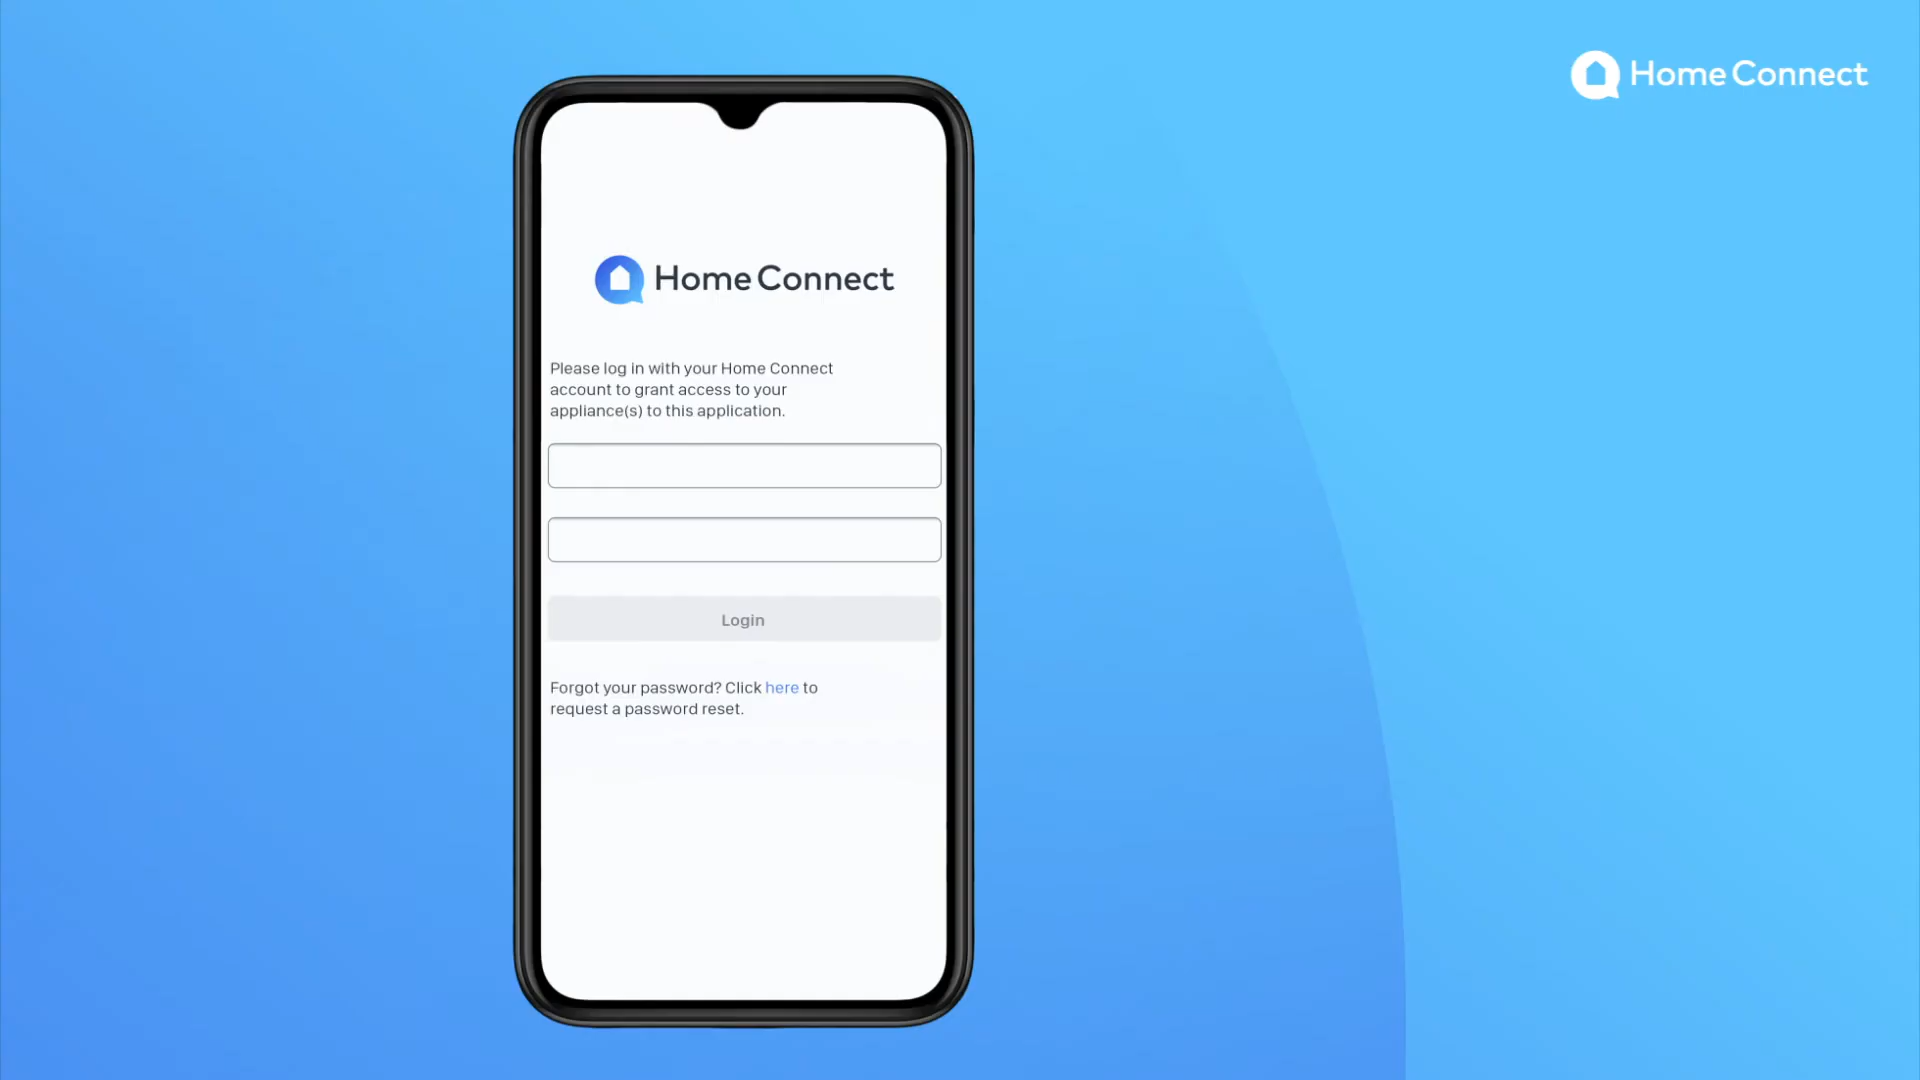 Home Connect
Home Connect
Please log in with your Home Connect
account to grant access to your
appliance(s) to this application.
Login
Forgot your password? Click here to
request a password reset.